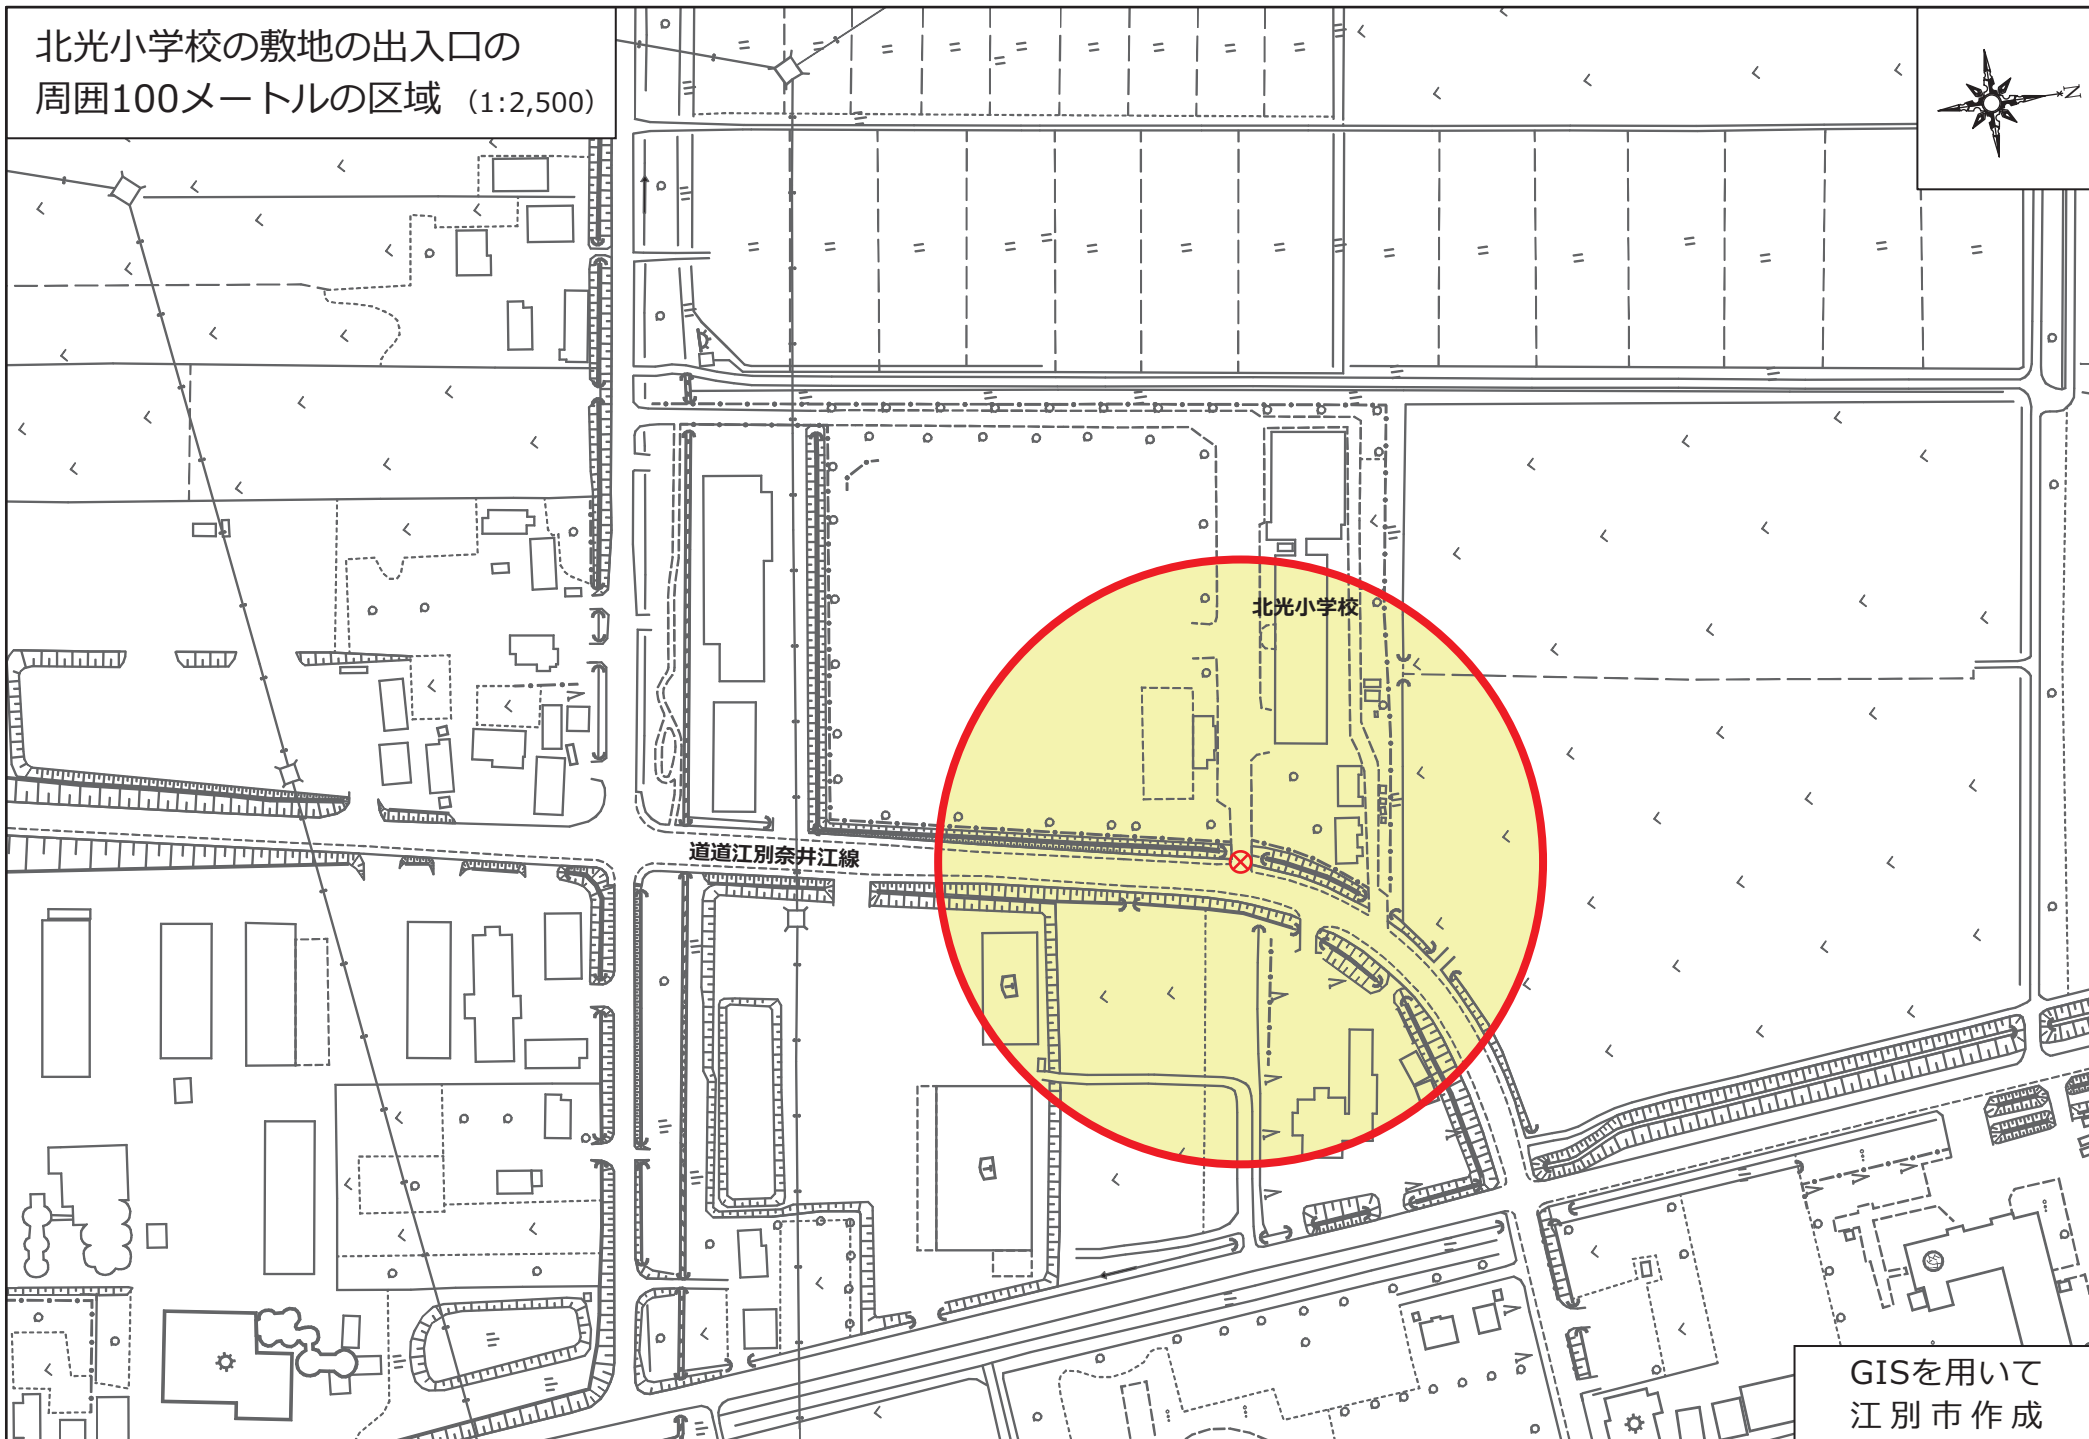 北光小学校の敷地の出入口の
周囲100メートルの区域 （1:2,500）
N
北光小学校
道道江別奈井江線
GISを用いて
江別市作成